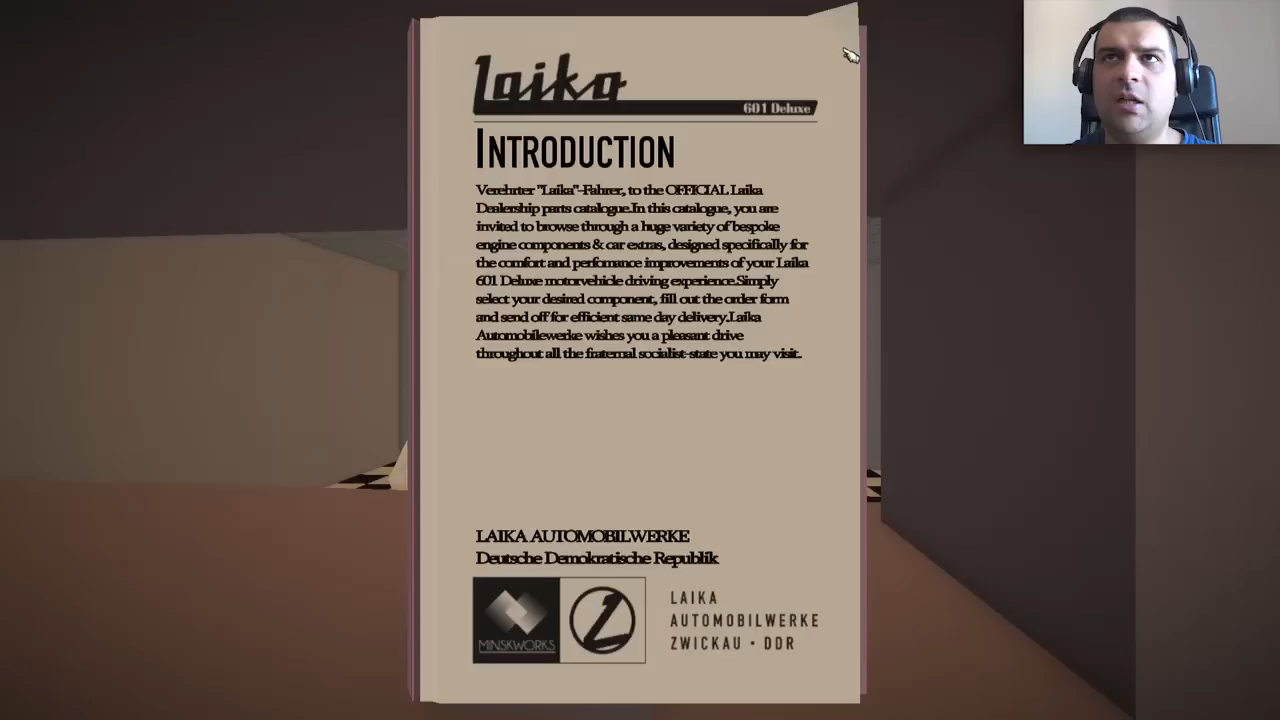 Laika
601 Deluxe
INTRODUCTION
Verehrter "Laika"-Fahrer, to the OFFICIAL Laika
Dealership parts catalogue.In this catalogue, you are
invited to browse through a huge variety of bespoke
engine components & car extras, designed specifically for
the comfort and perfomance improvements of your Laika
601 Deluxe motorvehicle driving experience.Simply
select your desired component, fill out the order form
and send off for efficient same day delivery.Laika
Automobilewerke wishes you a pleasant drive
throughout all the fraternal socialist-state you may visit.
LAIKA AUTOMOBILWERKE
Deutsche Demokratische Republik
MINSKWORKS
LAIKA
AUTOMOBILWERKE
ZWICKAU · DDR